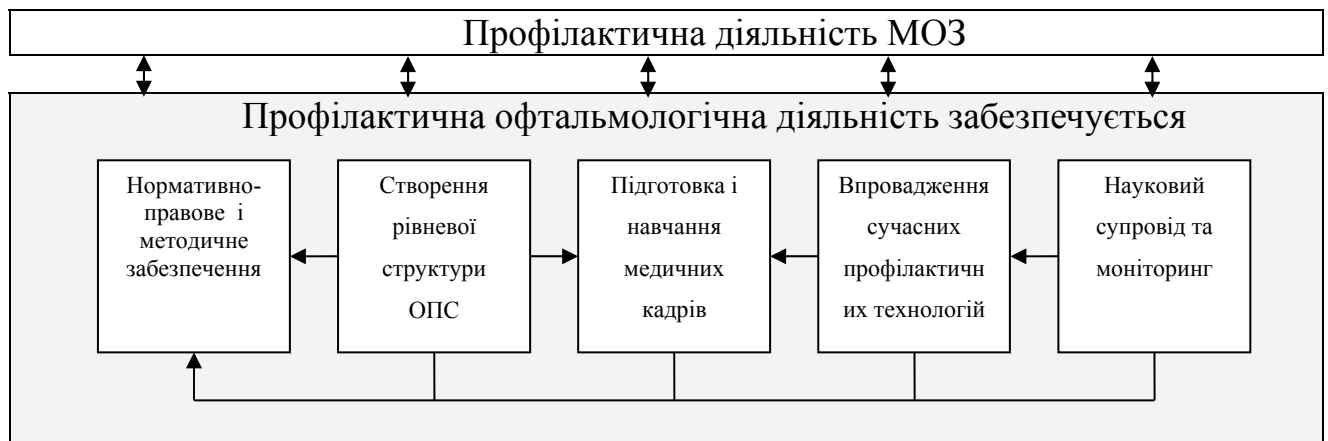 Профілактична діяльність МОЗ
Профілактична офтальмологічна діяльність забезпечується
Нормативно-
правове і
методичне
забезпечення
Створення
рівневої
структури
ОПС
Підготовка і
навчання
медичних
кадрів
Впровадження
сучасних
профілактичн
их технологій
Науковий
супровід та
моніторинг